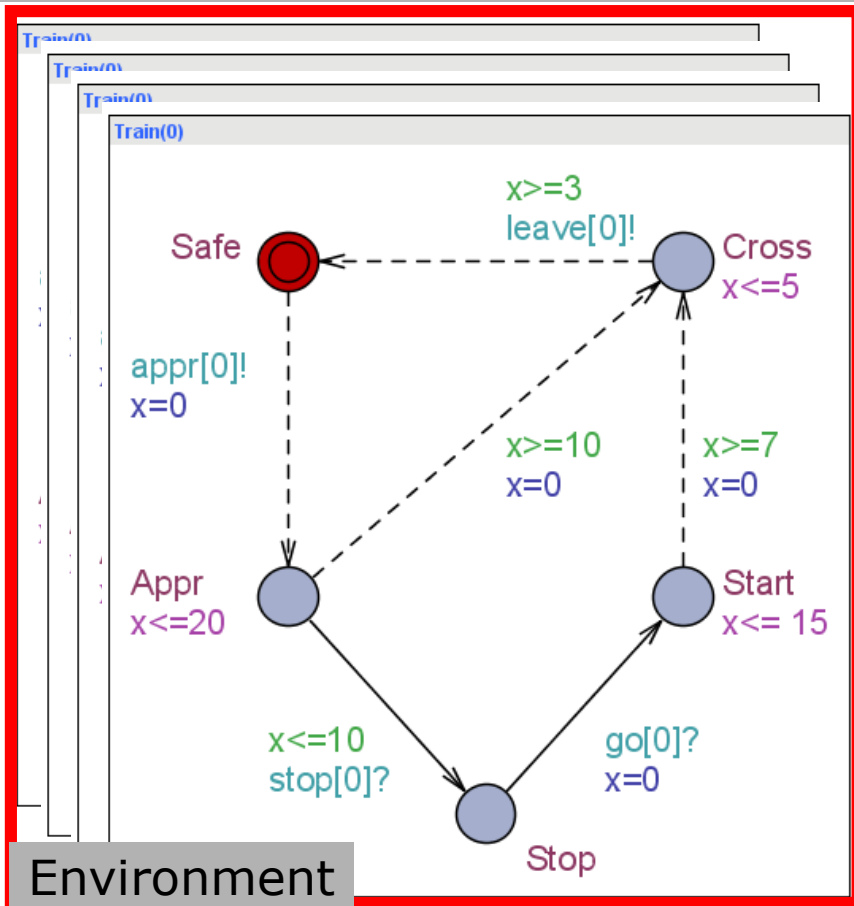 Train(0)
Train(0)
Train(0)
Train(0)
x>=3
leave[0]!
Safe
Cross
x<=5
appr[0]!
x=0
x>=10
x=0
x>=7
x=0
Appr
x<=20
Start
x<= 15
x<=10
stop[0]?
go[0]?
x=0
Stop
Environment